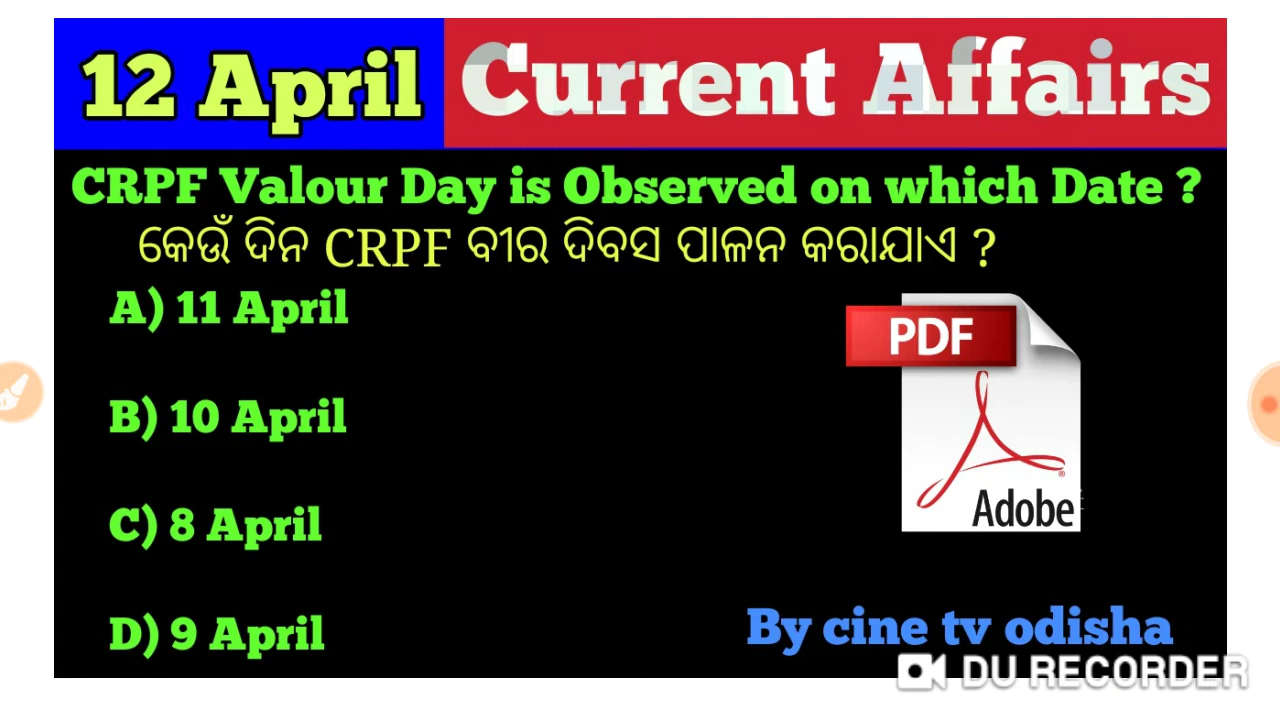 12 April Current Affairs
CRPF Valour Day is Observed on which Date ?
କେଉଁ ଦିନ CRPF ବୀର ଦିବସ ପାଳନ କରାଯାଏ ?
A) 11 April
PDF
B) 10 April
Adobe
C) 8 April
D) 9 April
By cine tv odisha
DU RECORDER